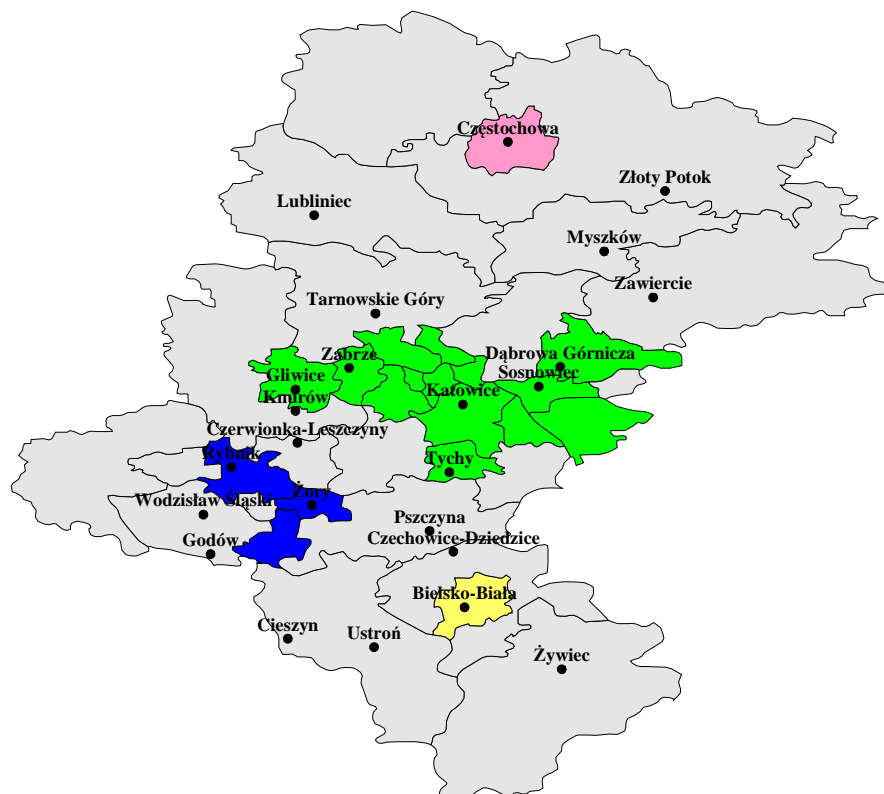 Częstochowa
Złoty Potok
Lubliniec
Myszków
Zawiercie
Tarnowskie Góry
Zabrze
Dąbrowa Górnicza
Sosnowiec
Gliwice
Katowice
Knurów
Czerwionka-Leszczyny
Rybnik
Tychy
Wodzisław Śląski
Żory
Pszczyna
Czechowice-Dziedzice
Godów
Bielsko-Biała
Cieszyn
Ustroń
Żywiec